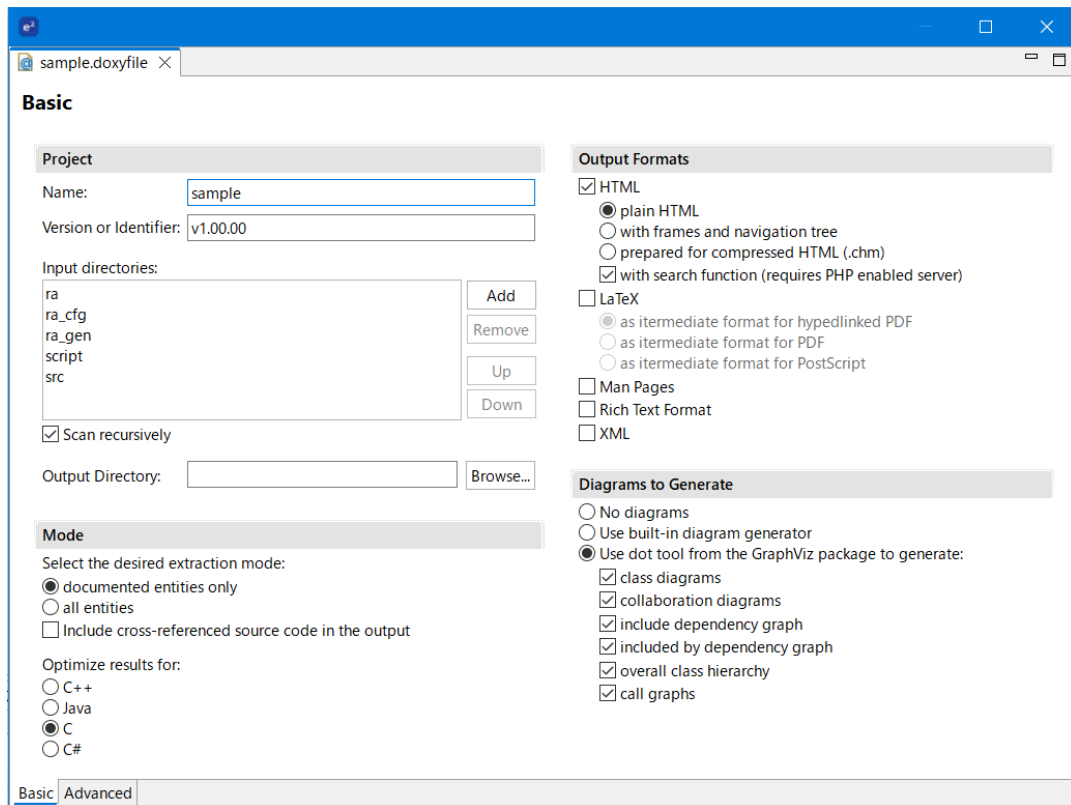 e²
sample.doxyfile
Basic
Project
Name: sample
Version or Identifier: v1.00.00
Input directories:
ra
ra_cfg
ra_gen
script
src
Add
Remove
Up
Down
Scan recursively
Output Directory: Browse...
Mode
Select the desired extraction mode:
documented entities only
all entities
Include cross-referenced source code in the output
Optimize results for:
C++
Java
C
C#
Output Formats
HTML
plain HTML
with frames and navigation tree
prepared for compressed HTML (.chm)
with search function (requires PHP enabled server)
LaTeX
as itermediate format for hypedlinked PDF
as itermediate format for PDF
as itermediate format for PostScript
Man Pages
Rich Text Format
XML
Diagrams to Generate
No diagrams
Use built-in diagram generator
Use dot tool from the GraphViz package to generate:
class diagrams
collaboration diagrams
include dependency graph
included by dependency graph
overall class hierarchy
call graphs
Basic Advanced